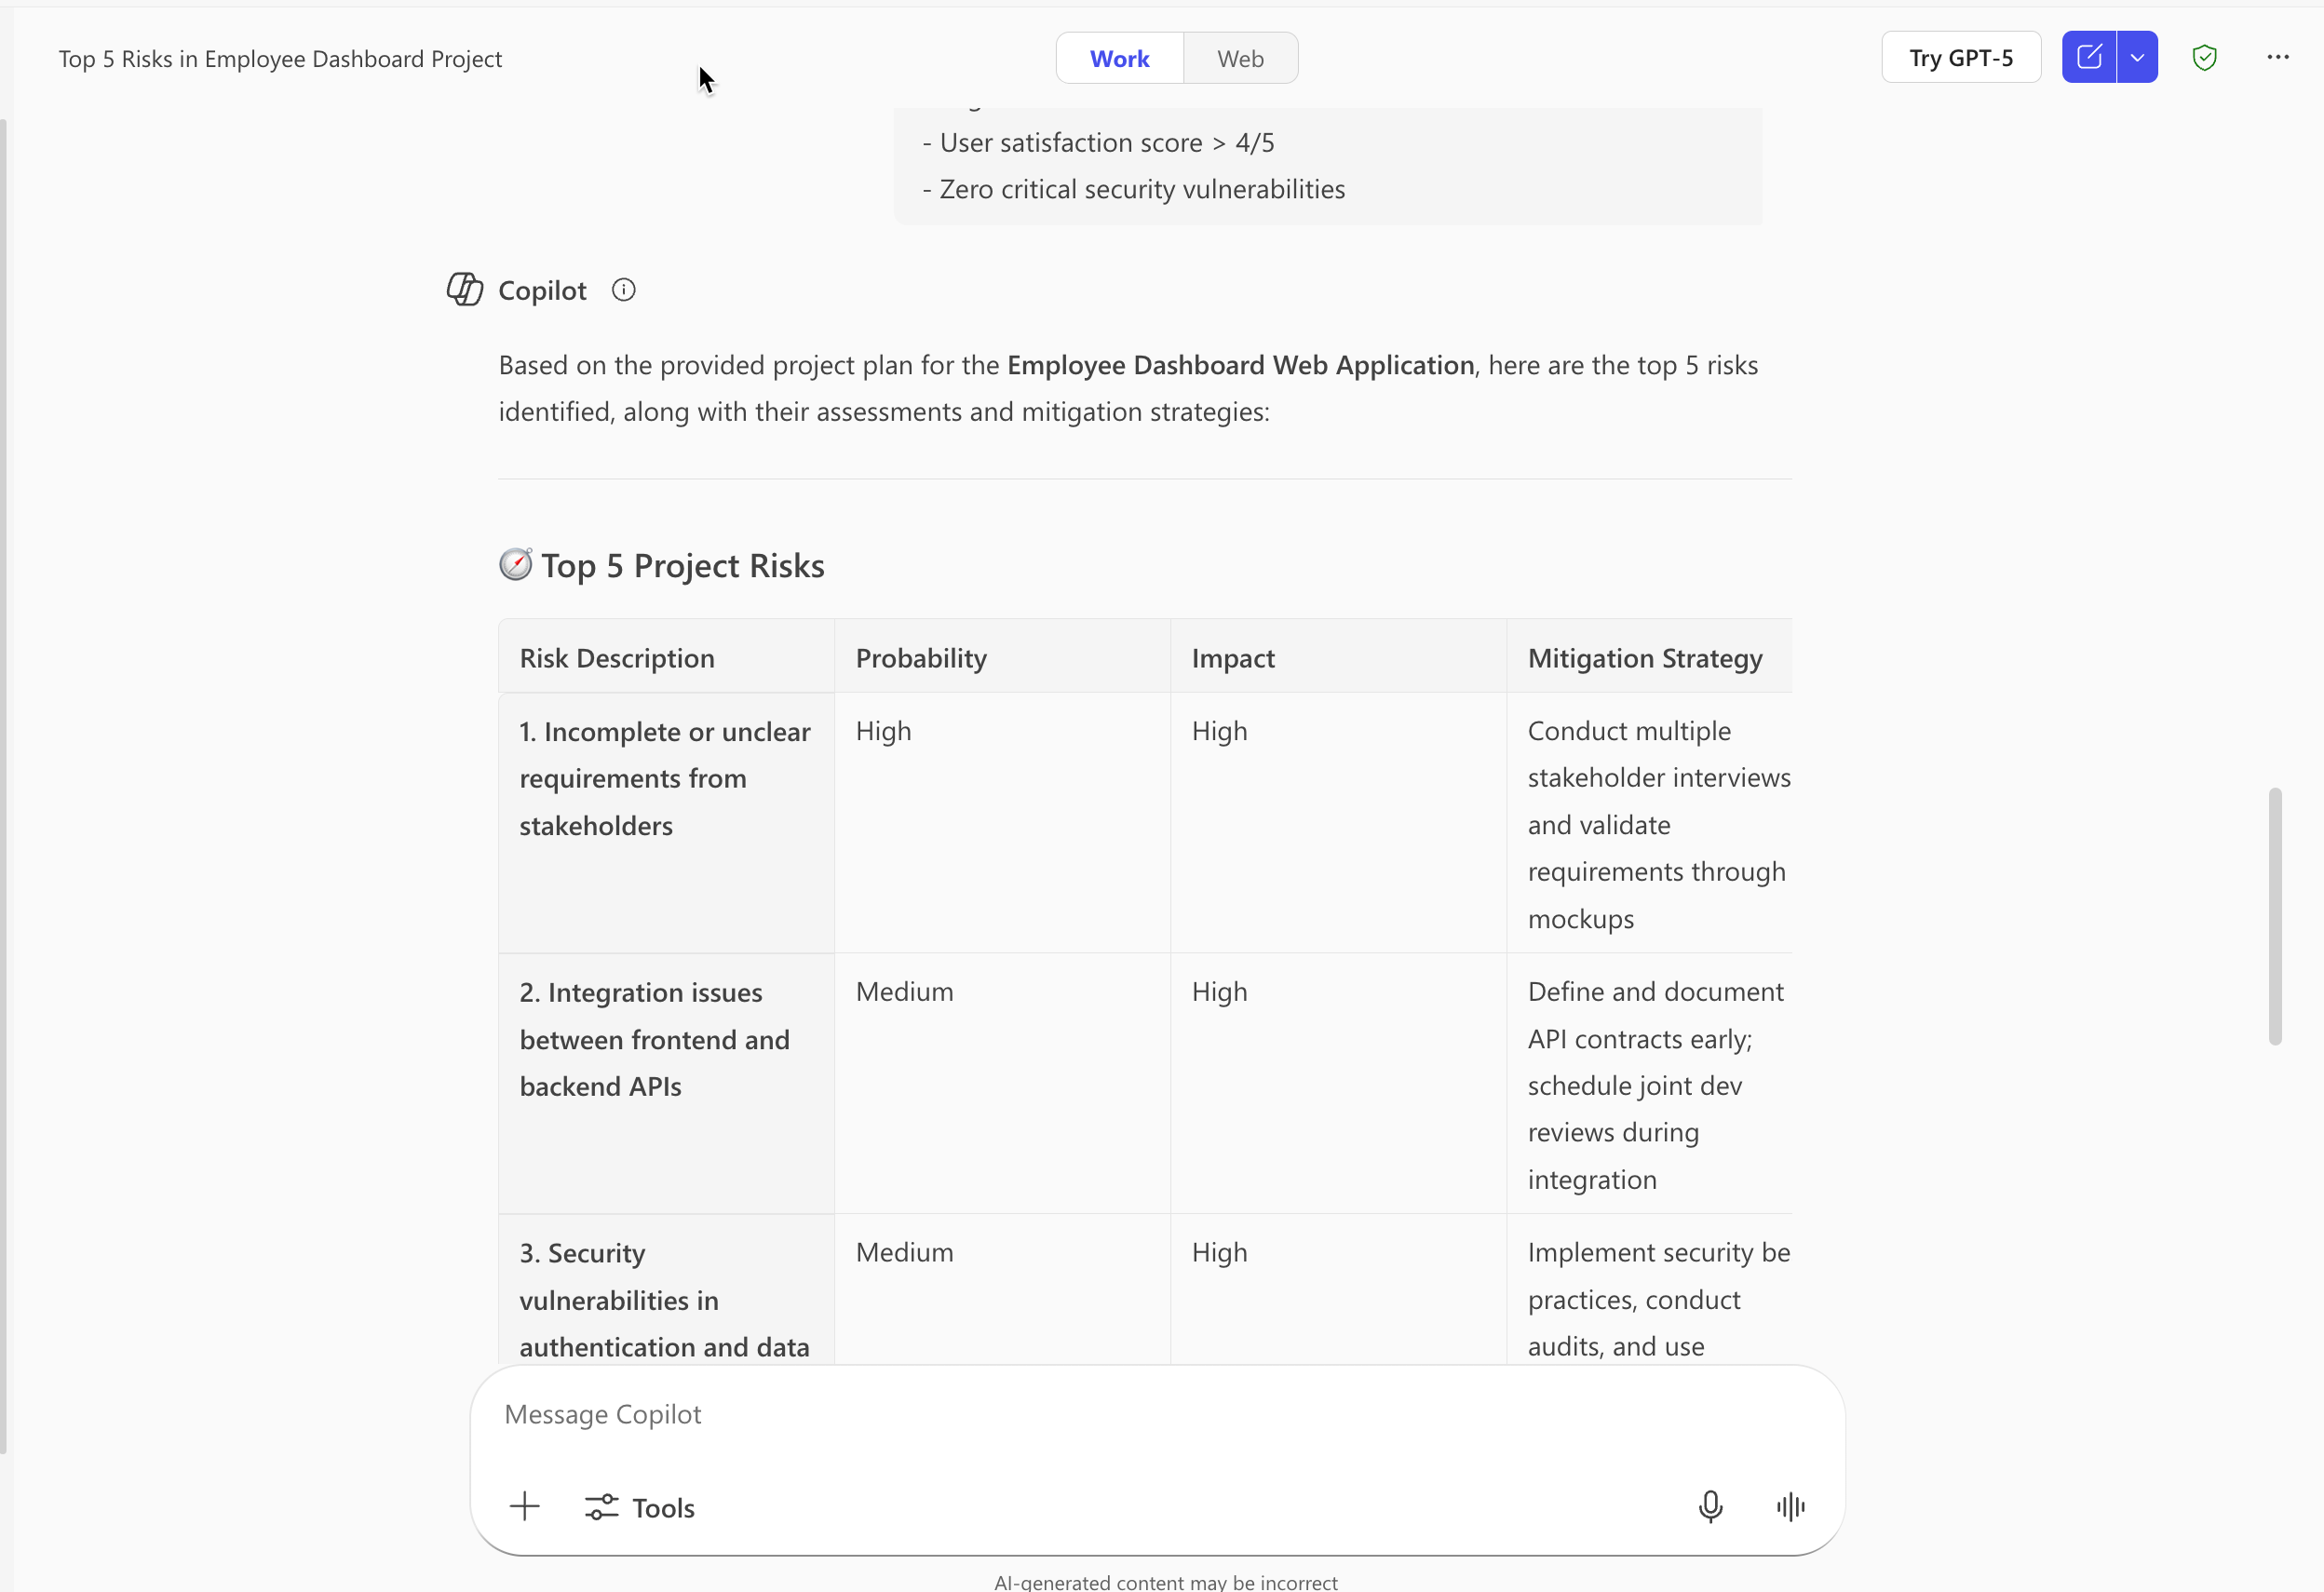 Top 5 Risks in Employee Dashboard Project
Work
Web
Try GPT-5
- User satisfaction score > 4/5
- Zero critical security vulnerabilities
Copilot
Based on the provided project plan for the Employee Dashboard Web Application, here are the top 5 risks
identified, along with their assessments and mitigation strategies:
Top 5 Project Risks
Risk Description
Probability
Impact
Mitigation Strategy
1. Incomplete or unclear
requirements from
stakeholders
High
High
Conduct multiple
stakeholder interviews
and validate
requirements through
mockups
2. Integration issues
between frontend and
backend APIs
Medium
High
Define and document
API contracts early;
schedule joint dev
reviews during
integration
3. Security
vulnerabilities in
authentication and data
Medium
High
Implement security be
practices, conduct
audits, and use
Message Copilot
Tools
AI-generated content may be incorrect